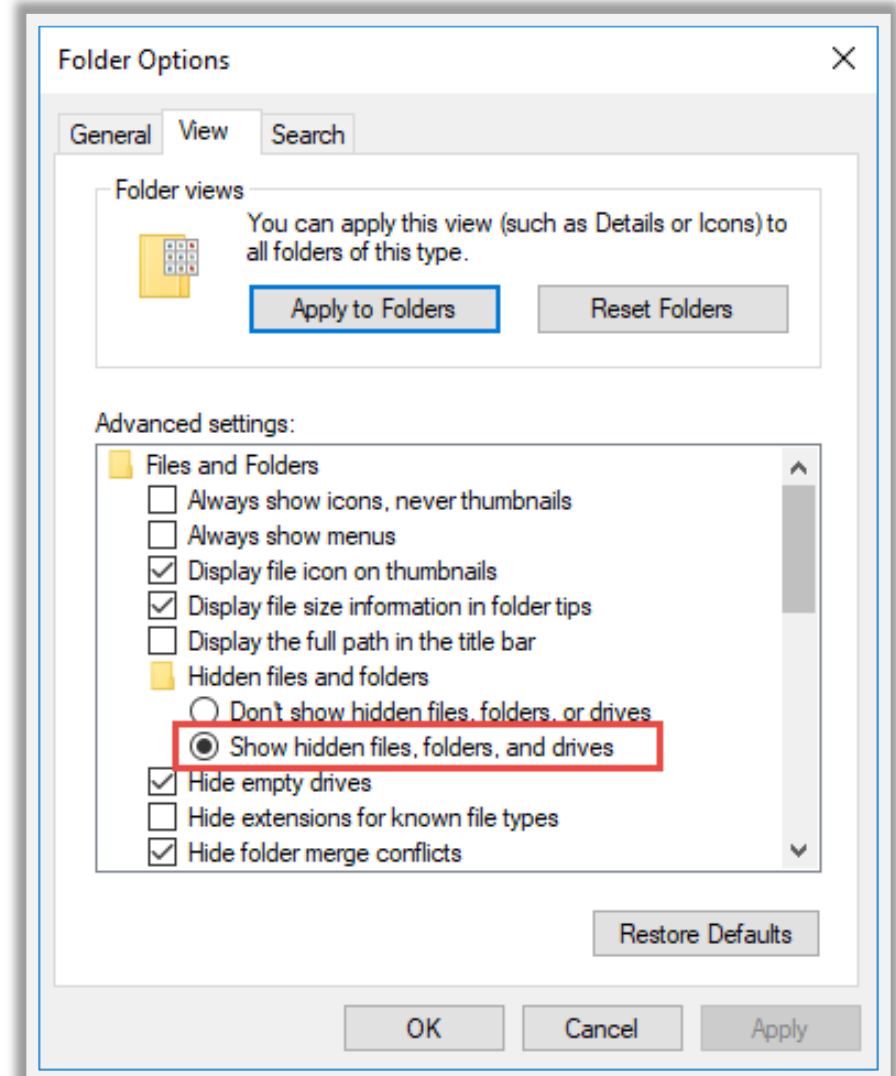 Folder Options
General
View
Search
Folder views
You can apply this view (such as Details or Icons) to
all folders of this type.
Apply to Folders
Reset Folders
Advanced settings:
Files and Folders
Always show icons, never thumbnails
Always show menus
Display file icon on thumbnails
Display file size information in folder tips
Display the full path in the title bar
Hidden files and folders
Don't show hidden files, folders, or drives
Show hidden files, folders, and drives
Hide empty drives
Hide extensions for known file types
Hide folder merge conflicts
Restore Defaults
OK
Cancel
Apply